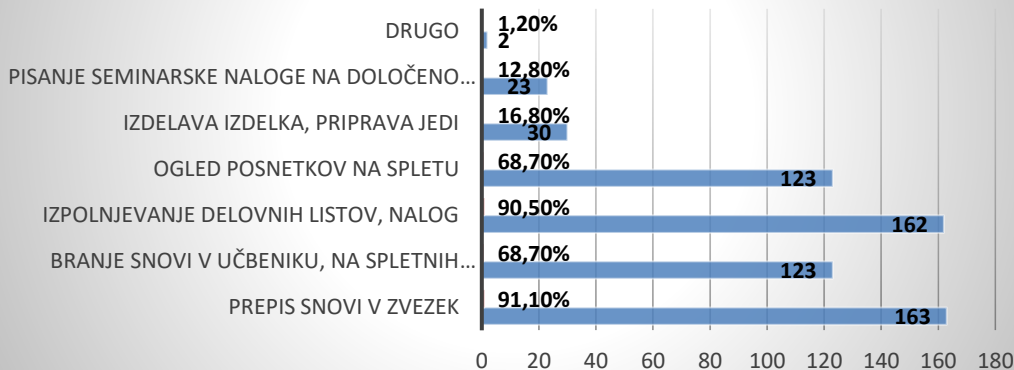 DRUGO
1,20%
2
PISANJE SEMINARSKE NALOGE NA DOLOČENO…
12,80%
23
IZDELAVA IZDELKA, PRIPRAVA JEDI
16,80%
30
OGLED POSNETKOV NA SPLETU
68,70%
123
IZPOLNJEVANJE DELOVNIH LISTOV, NALOG
90,50%
162
BRANJE SNOVI V UČBENIKU, NA SPLETNIH…
68,70%
123
PREPIS SNOVI V ZVEZEK
91,10%
163
0 20 40 60 80 100 120 140 160 180